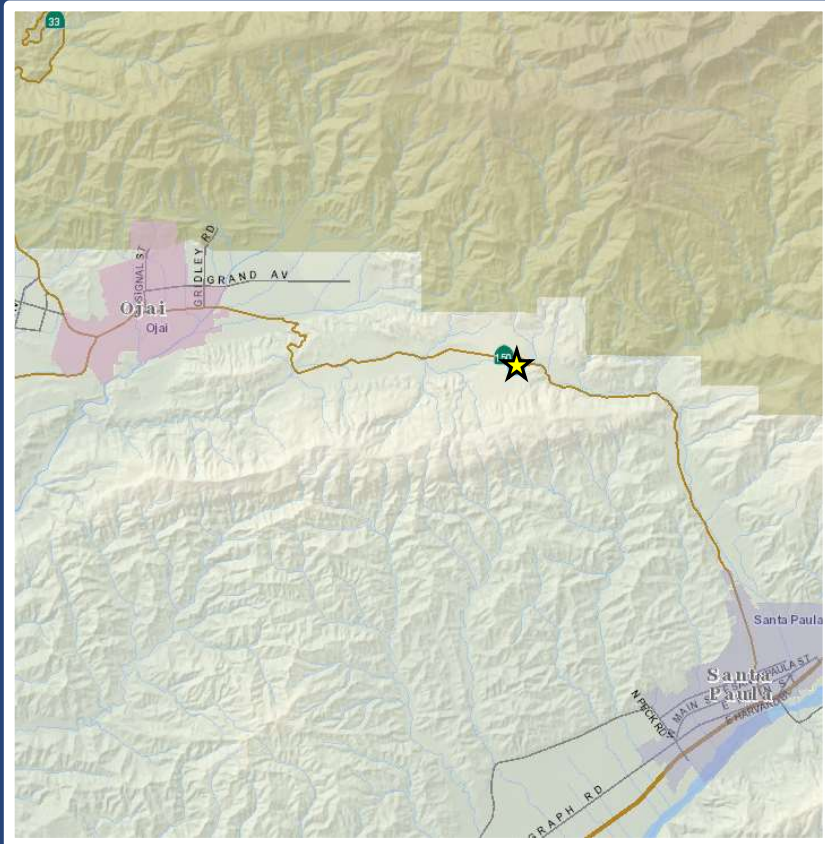 33
SIGNAL ST
GRIDLEY RD
GRAND AV
Ojai
Ojai
150
Santa Paula
Santa
Paula
N PECK RD
N MAIN
PAULA ST
E HARVARD
GRAPH RD